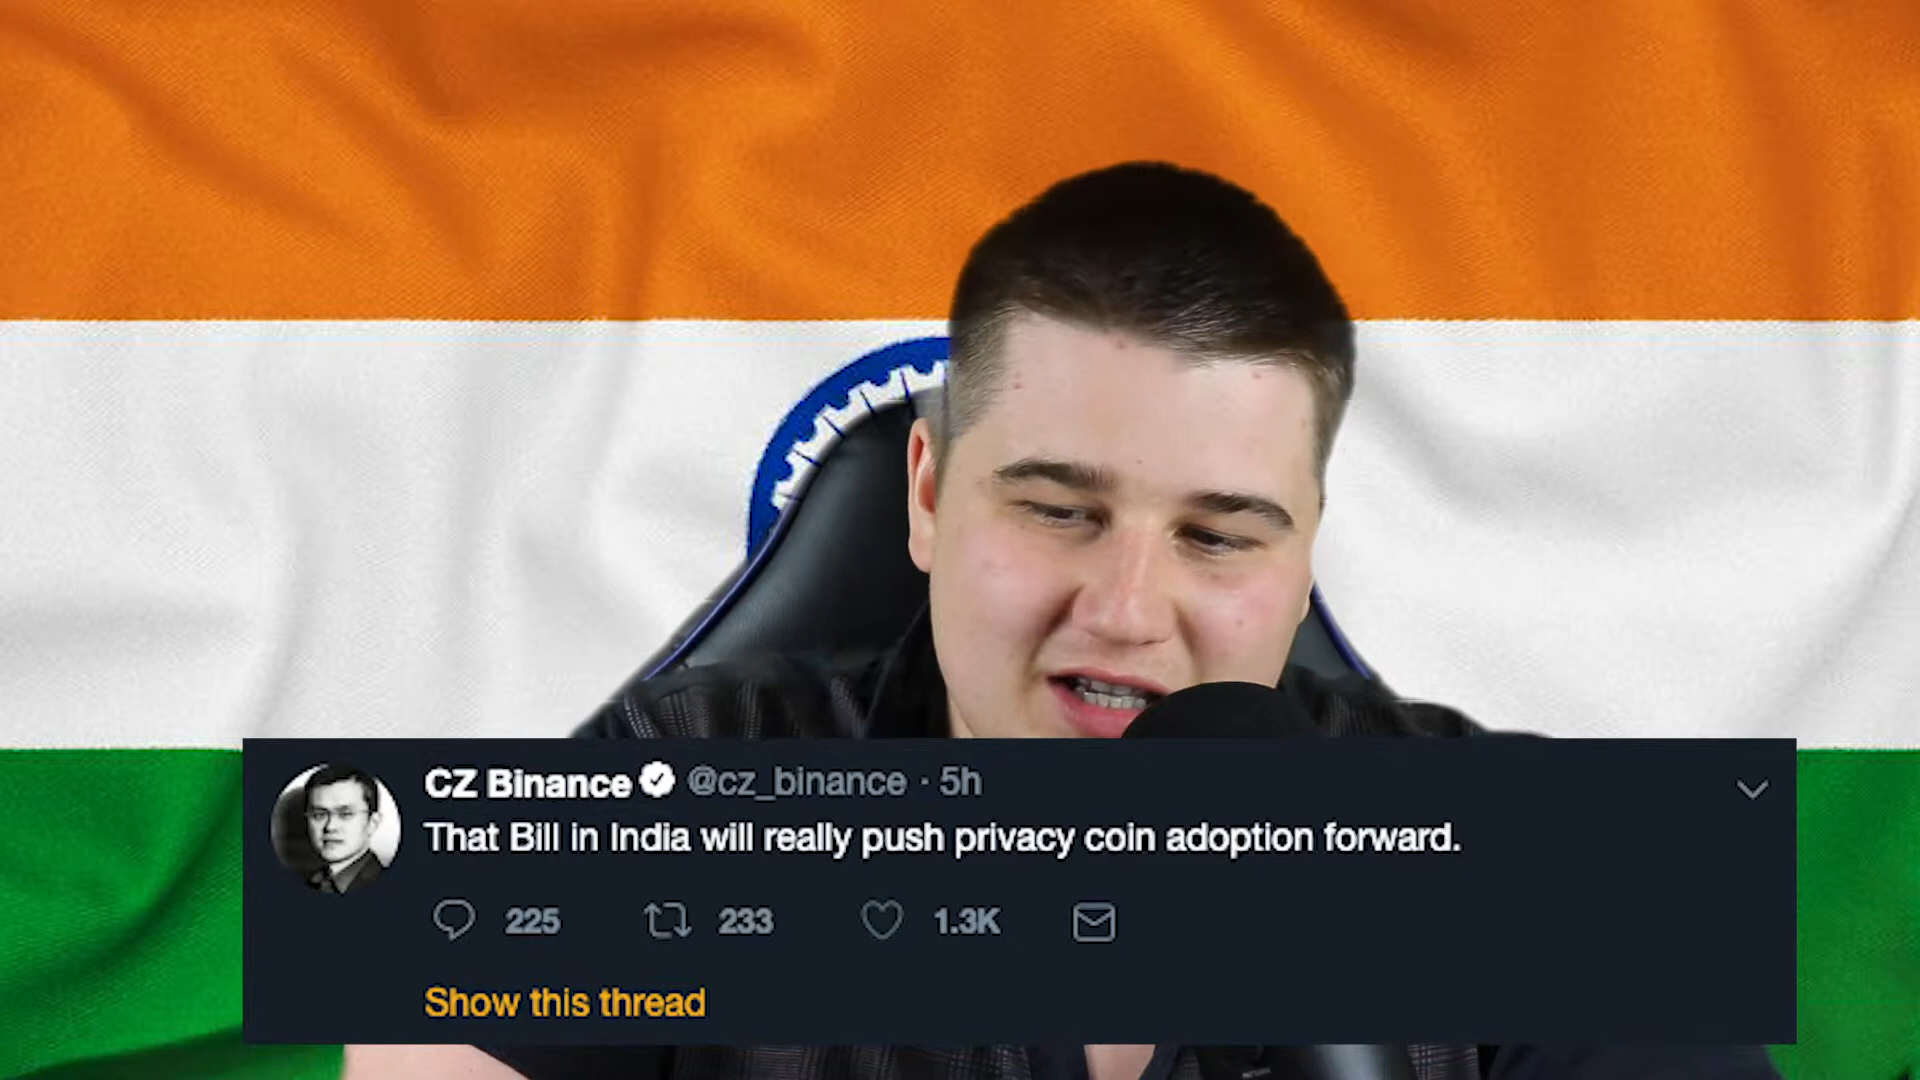 CZ Binance @cz_binance · 5h
That Bill in India will really push privacy coin adoption forward.
225 233 1.3K
Show this thread